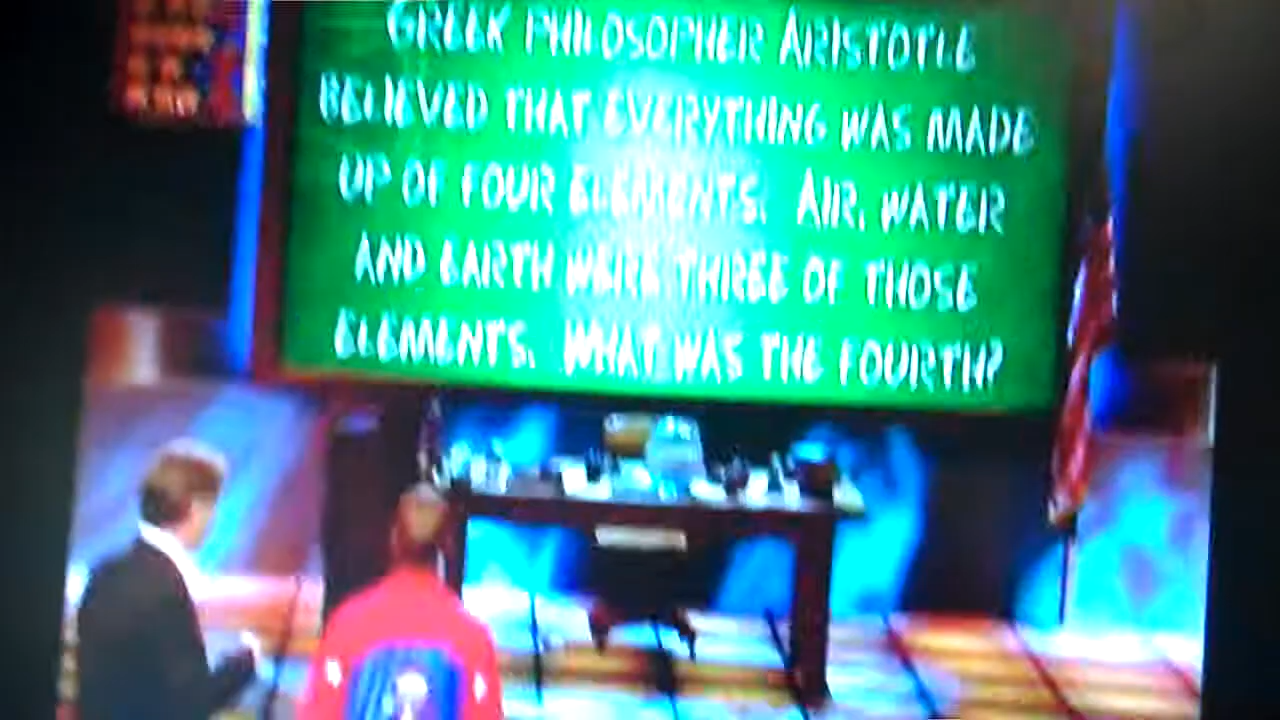 GREEK PHILOSOPHER ARISTOTLE
BELIEVED THAT EVERYTHING WAS MADE
UP OF FOUR ELEMENTS. AIR, WATER
AND EARTH WERE THREE OF THOSE
ELEMENTS. WHAT WAS THE FOURTH?